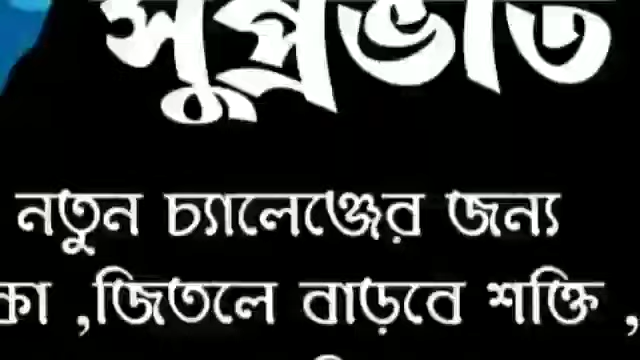 সুপ্রভাত
নতুন চ্যালেঞ্জের জন্য
,জিতলে বাড়বে শক্তি ,